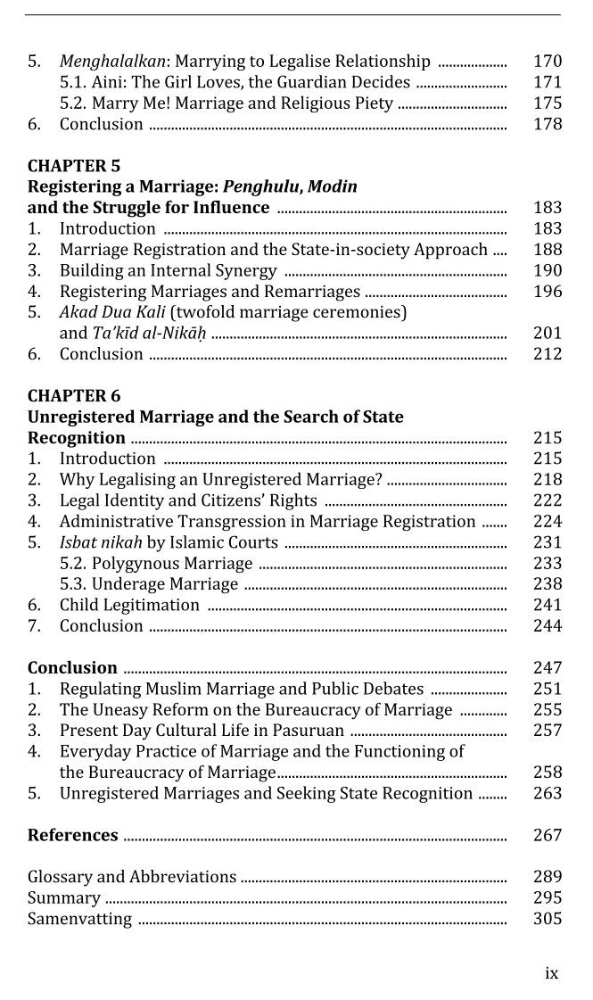 5. Menghalalkan: Marrying to Legalise Relationship ................... 170
5.1. Aini: The Girl Loves, the Guardian Decides ......................... 171
5.2. Marry Me! Marriage and Religious Piety .............................. 175
6. Conclusion ................................................................................................ 178
CHAPTER 5
Registering a Marriage: Penghulu, Modin
and the Struggle for Influence .............................................................. 183
1. Introduction ............................................................................................ 183
2. Marriage Registration and the State-in-society Approach .... 188
3. Building an Internal Synergy ............................................................ 190
4. Registering Marriages and Remarriages ...................................... 196
5. Akad Dua Kali (twofold marriage ceremonies)
and Ta’kīd al-Nikāḥ ............................................................................... 201
6. Conclusion ................................................................................................ 212
CHAPTER 6
Unregistered Marriage and the Search of State
Recognition ..................................................................................................... 215
1. Introduction ............................................................................................ 215
2. Why Legalising an Unregistered Marriage? ................................ 218
3. Legal Identity and Citizens’ Rights ................................................... 222
4. Administrative Transgression in Marriage Registration ....... 224
5. Isbat nikah by Islamic Courts ............................................................ 231
5.2. Polygynous Marriage ................................................................... 233
5.3. Underage Marriage ....................................................................... 238
6. Child Legitimation ................................................................................ 241
7. Conclusion ................................................................................................ 244
Conclusion ....................................................................................................... 247
1. Regulating Muslim Marriage and Public Debates ..................... 251
2. The Uneasy Reform on the Bureaucracy of Marriage ............. 255
3. Present Day Cultural Life in Pasuruan .......................................... 257
4. Everyday Practice of Marriage and the Functioning of
the Bureaucracy of Marriage.............................................................. 258
5. Unregistered Marriages and Seeking State Recognition ........ 263
References ....................................................................................................... 267
Glossary and Abbreviations ....................................................................... 289
Summary ............................................................................................................ 295
Samenvatting ................................................................................................... 305
ix